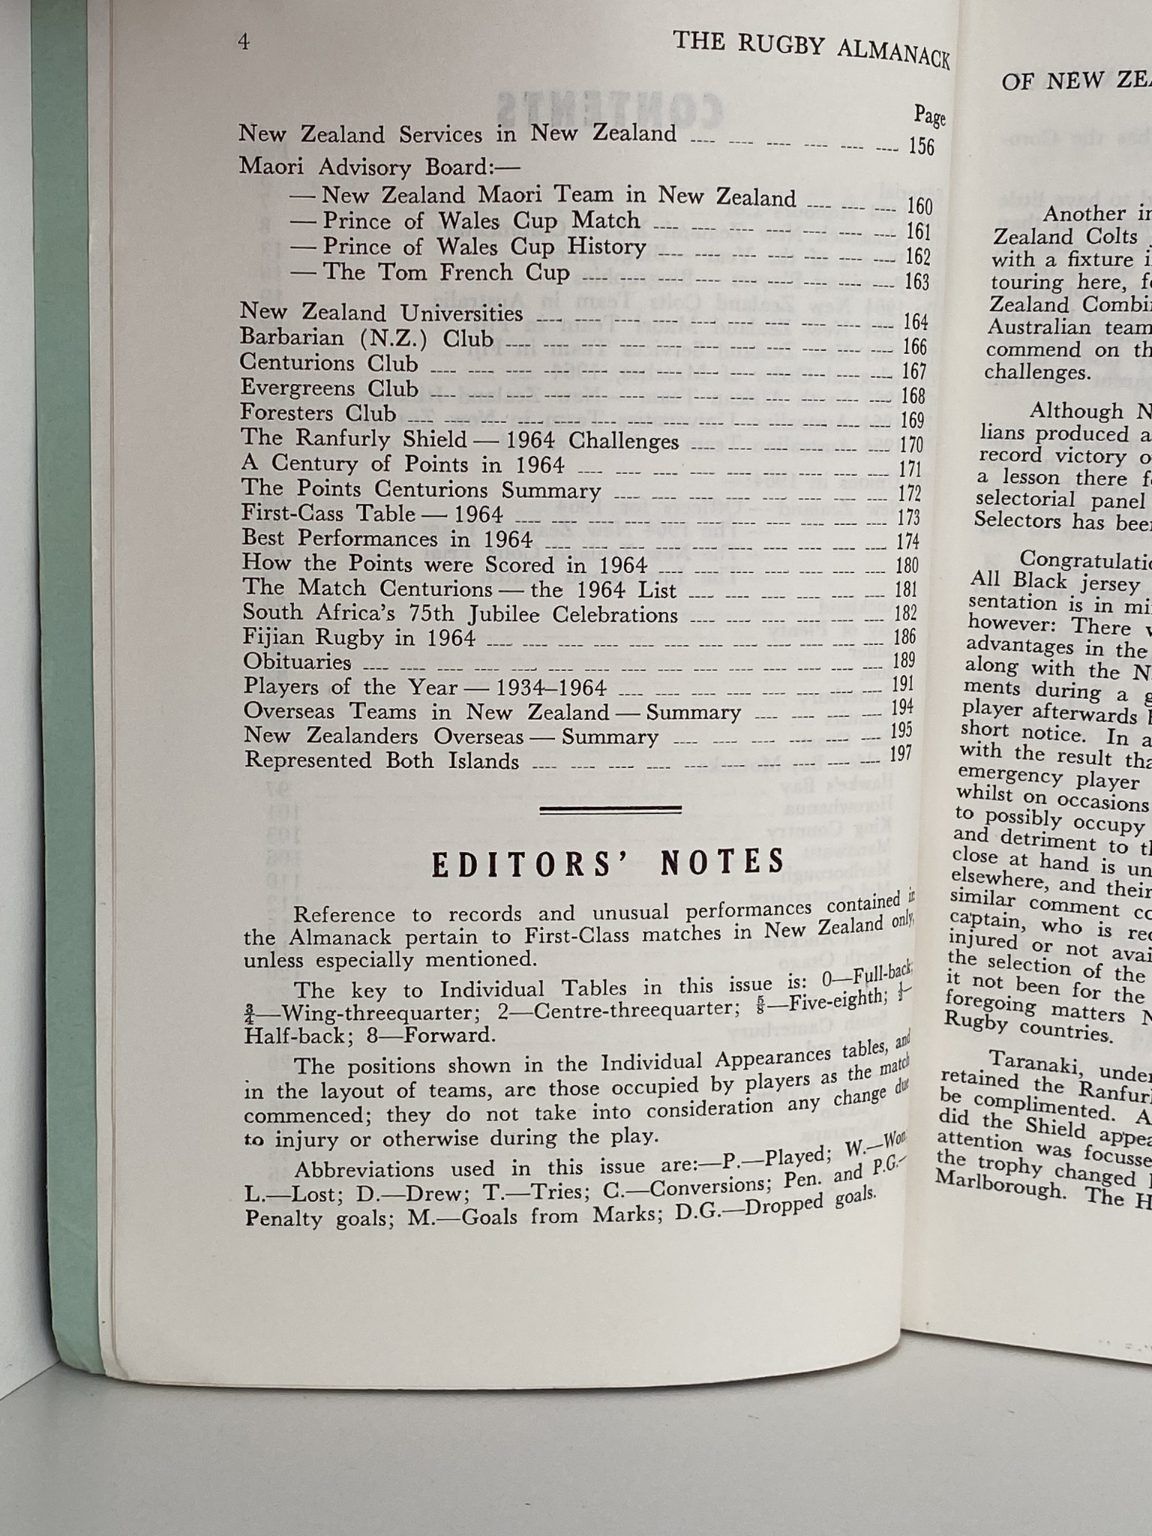 4
THE RUGBY ALMANACK
Page
New Zealand Services in New Zealand .... .... .... .... .... .... 156
Maori Advisory Board:—
— New Zealand Maori Team in New Zealand .... .... .... 160
— Prince of Wales Cup Match .... .... .... .... .... .... .... 161
— Prince of Wales Cup History .... .... .... .... .... .... .... 162
— The Tom French Cup .... .... .... .... .... .... .... .... .... 163
New Zealand Universities .... .... .... .... .... .... .... .... .... .... 164
Barbarian (N.Z.) Club .... .... .... .... .... .... .... .... .... .... .... 166
Centurions Club .... .... .... .... .... .... .... .... .... .... .... .... 167
Evergreens Club .... .... .... .... .... .... .... .... .... .... .... .... 168
Foresters Club .... .... .... .... .... .... .... .... .... .... .... .... .... 169
The Ranfurly Shield — 1964 Challenges .... .... .... .... .... .... 170
A Century of Points in 1964 .... .... .... .... .... .... .... .... .... 171
The Points Centurions Summary .... .... .... .... .... .... .... .... 172
First-Cass Table — 1964 .... .... .... .... .... .... .... .... .... .... 173
Best Performances in 1964 .... .... .... .... .... .... .... .... .... 174
How the Points were Scored in 1964 .... .... .... .... .... .... 180
The Match Centurions — the 1964 List .... .... .... .... .... .... 181
South Africa's 75th Jubilee Celebrations .... .... .... .... .... .... 182
Fijian Rugby in 1964 .... .... .... .... .... .... .... .... .... .... .... 186
Obituaries .... .... .... .... .... .... .... .... .... .... .... .... .... .... 189
Players of the Year — 1934–1964 .... .... .... .... .... .... .... .... 191
Overseas Teams in New Zealand — Summary .... .... .... .... 194
New Zealanders Overseas — Summary .... .... .... .... .... .... 195
Represented Both Islands .... .... .... .... .... .... .... .... .... .... 197
EDITORS' NOTES
Reference to records and unusual performances contained in
the Almanack pertain to First-Class matches in New Zealand only,
unless especially mentioned.
The key to Individual Tables in this issue is: 0—Full-back;
¾—Wing-threequarter; 2—Centre-threequarter; ⅝—Five-eighth; ½—
Half-back; 8—Forward.
The positions shown in the Individual Appearances tables, and
in the layout of teams, are those occupied by players as the match
commenced; they do not take into consideration any change due
to injury or otherwise during the play.
Abbreviations used in this issue are:—P.—Played; W.—Won
L.—Lost; D.—Drew; T.—Tries; C.—Conversions; Pen. and P.G.—
Penalty goals; M.—Goals from Marks; D.G.—Dropped goals.
OF NEW
Another
Zealand Colts
with a fixture
touring here,
Zealand
Australian team
commend on
challenges.
Although
lians produced
record victory
a lesson there
selectorial panel
Selectors has been
All Black jersey
sentation is in
however: There
advantages in the
along with the
ments during a
player afterwards
short notice. In
with the result
emergency player
whilst on occasions
to possibly occupy
and detriment to
close at hand is
elsewhere, and their
similar comment
captain, who is
injured or not
the selection of the
it not been for the
foregoing matters
Rugby countries.
Taranaki,
retained the
be complimented.
did the Shield
attention was
the trophy changed
Marlborough. The